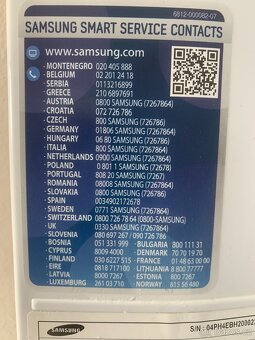 6812-000082-07
SAMSUNG SMART SERVICE CONTACTS
www.samsung.com
• MONTENEGRO 020 405 888
• BELGIUM 02 201 24 18
• SERBIA 0113216899
• GREECE 210 6897691
• AUSTRIA 0800 SAMSUNG (7267864)
• CROATIA 072 726 786
• CZECH 800 SAMSUNG (7267864)
• GERMANY 01806 SAMSUNG (7267864)
• HUNGARY 06 80 SAMSUNG (7267864)
• ITALIA 800 SAMSUNG (7267864)
• NETHERLANDS 0900 SAMSUNG (7267864)
• POLAND 0 801 1 SAMSUNG (172678)
• PORTUGAL 808 20 SAMSUNG (7267)
• ROMANIA 08008 SAMSUNG (7267864)
• SLOVAKIA 0800 SAMSUNG (7267864)
• SPAIN 0034902172678
• SWEDEN 0771 SAMSUNG (7267864)
• SWITZERLAND 0800 726 78 64 (0800-SAMSUNG)
• UK 0330 SAMSUNG (7267864)
• SLOVENIA 080 697 267 / 090 726 786
• BOSNIA 051 331 999 • BULGARIA 800 111 31
• CYPRUS 8009 4000 • DENMARK 70 70 19 70
• FINLAND 030 6227 515 • FRANCE 01 48 63 00 00
• EIRE 0818 717100 • LITHUANIA 8 800 77777
• LATVIA 8000 7267 • ESTONIA 800 7267
• LUXEMBURG 261 03 710 • NORWAY 815 56 480
SAMSUNG
S/N : 04PH4EBH200022